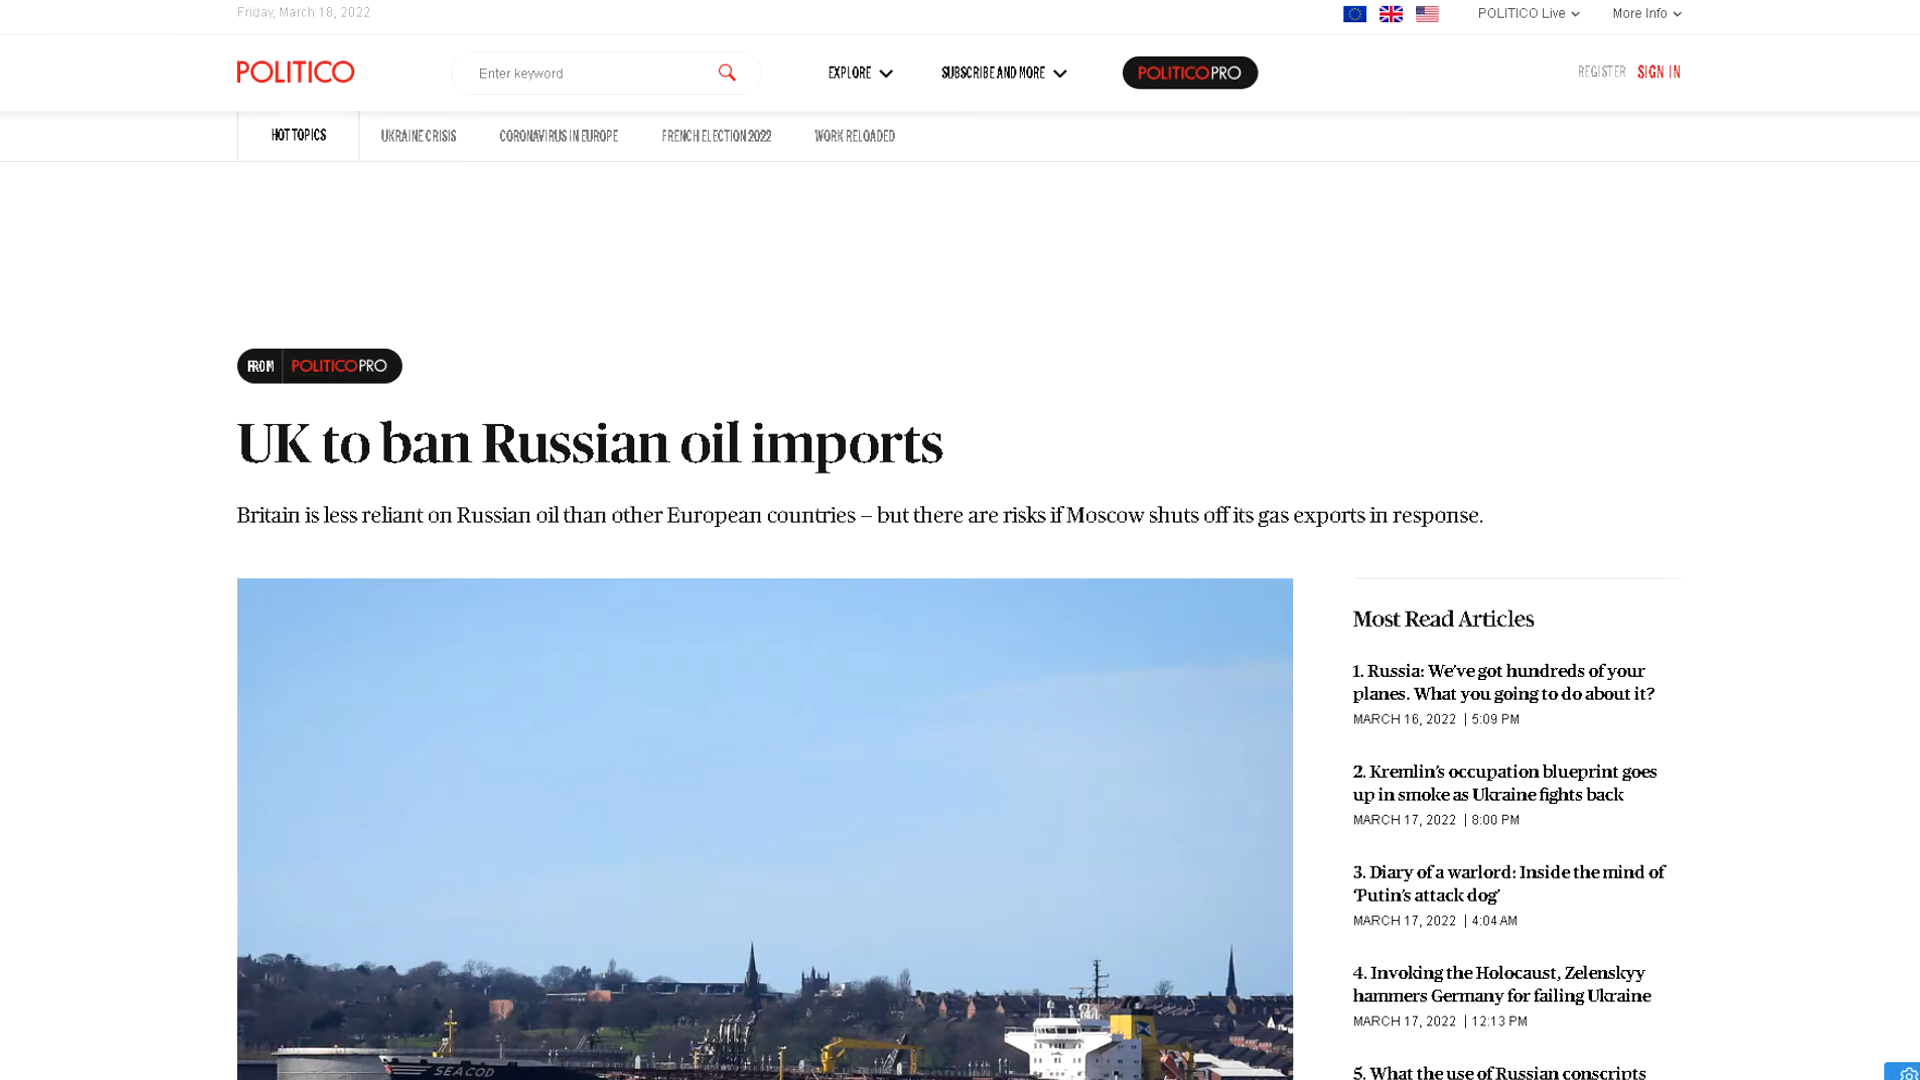 Friday, March 18, 2022
POLITICO Live
More Info
POLITICO
Enter keyword
EXPLORE
SUBSCRIBE AND MORE
POLITICOPRO
REGISTER
SIGN IN
HOT TOPICS
UKRAINE CRISIS
CORONAVIRUS IN EUROPE
FRENCH ELECTION 2022
WORK RELOADED
FROM POLITICOPRO
UK to ban Russian oil imports
Britain is less reliant on Russian oil than other European countries – but there are risks if Moscow shuts off its gas exports in response.
SEACOD
Most Read Articles
1. Russia: We’ve got hundreds of your
planes. What you going to do about it?
MARCH 16, 2022 | 5:09 PM
2. Kremlin’s occupation blueprint goes
up in smoke as Ukraine fights back
MARCH 17, 2022 | 8:00 PM
3. Diary of a warlord: Inside the mind of
‘Putin’s attack dog’
MARCH 17, 2022 | 4:04 AM
4. Invoking the Holocaust, Zelenskyy
hammers Germany for failing Ukraine
MARCH 17, 2022 | 12:13 PM
5. What the use of Russian conscripts